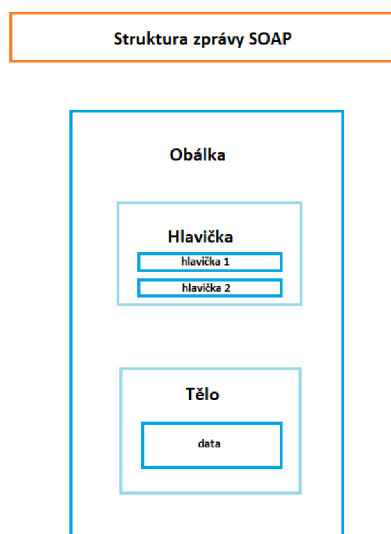 Struktura zprávy SOAP
Obálka
Hlavička
hlavička 1
hlavička 2
Tělo
data